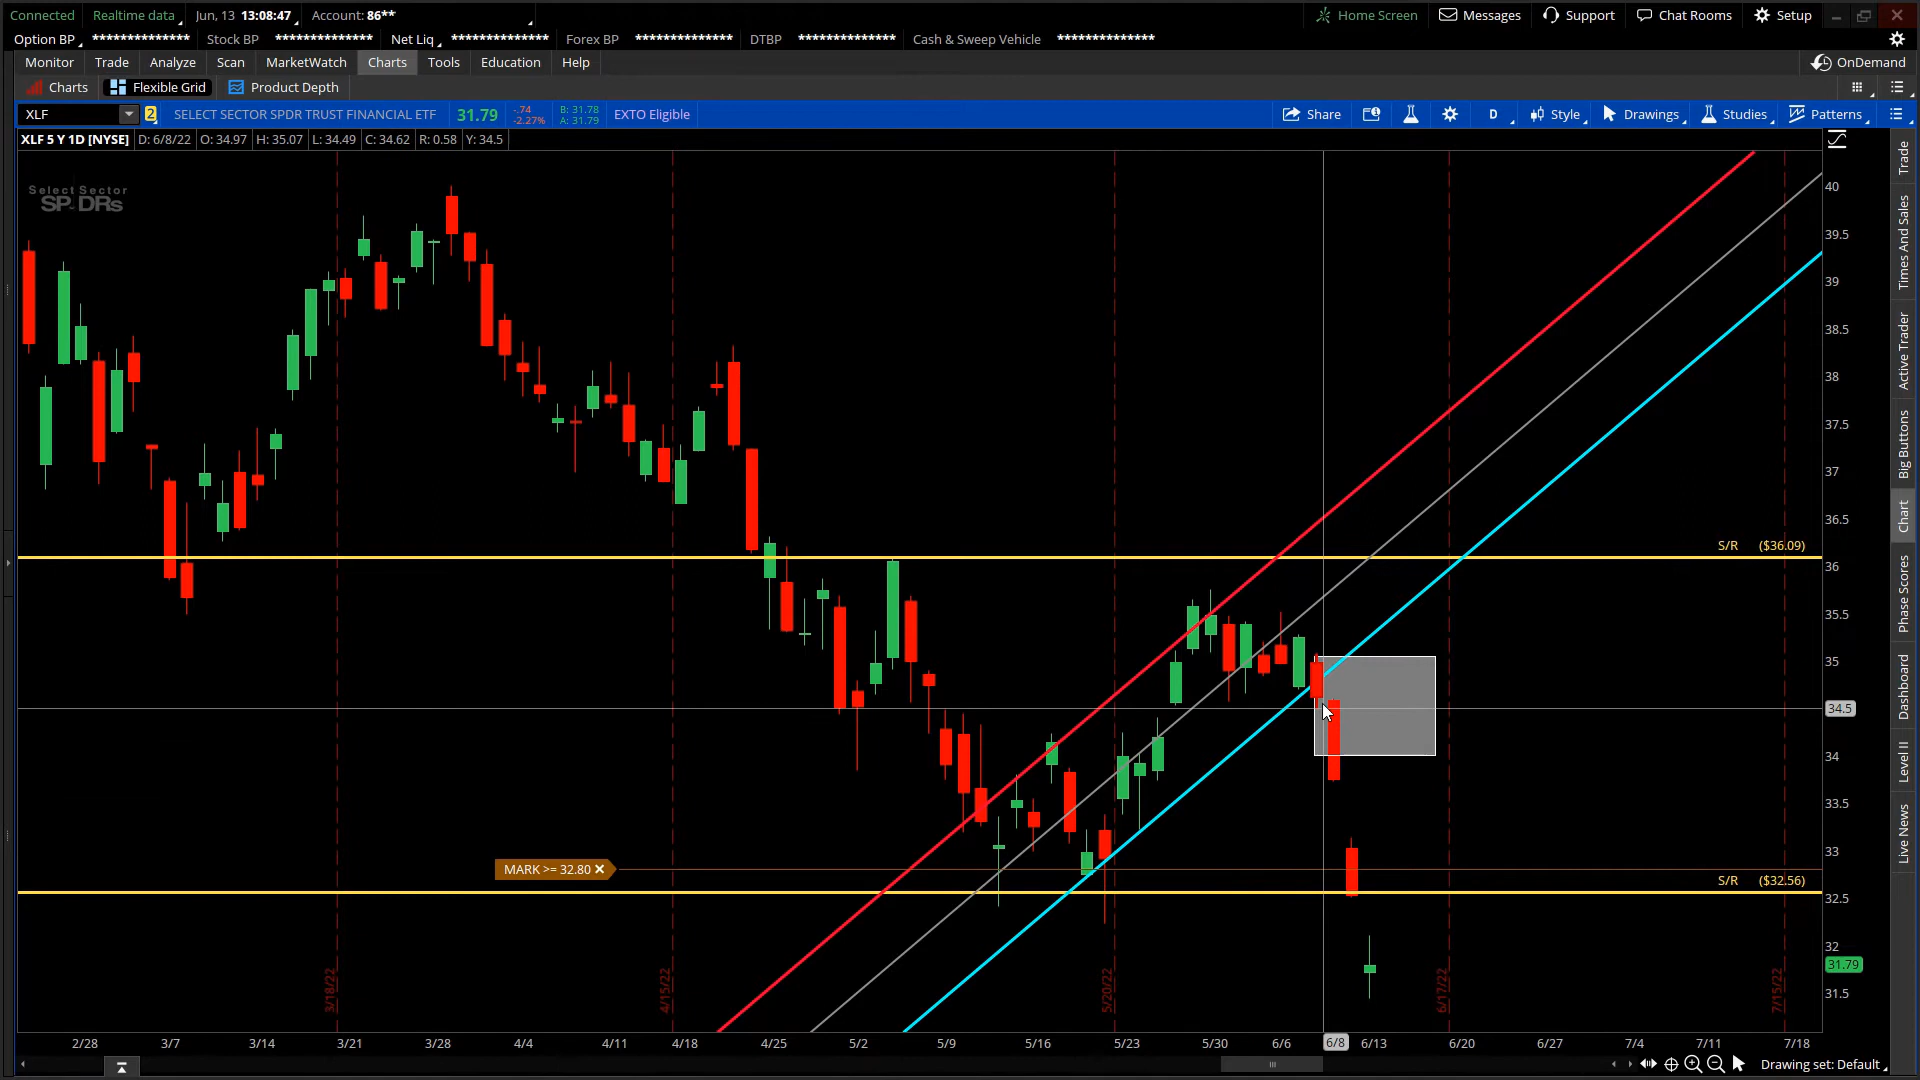 Connected Realtime data Jun, 13 13:08:47 Account: 86** Home Screen Messages Support Chat Rooms Setup
Option BP ************** Stock BP ************** Net Liq ************** Forex BP ************** DTBP ************** Cash & Sweep Vehicle **************
Monitor Trade Analyze Scan MarketWatch Charts Tools Education Help OnDemand
Charts Flexible Grid Product Depth
XLF 2 SELECT SECTOR SPDR TRUST FINANCIAL ETF 31.79 -.74 -2.27% B: 31.78 A: 31.79 EXTO Eligible Share D Style Drawings Studies Patterns
XLF 5 Y 1D [NYSE] D: 6/8/22 O: 34.97 H: 35.07 L: 34.49 C: 34.62 R: 0.58 Y: 34.5
Select Sector
SPDRs
40
39.5
39
38.5
38
37.5
37
36.5
S/R ($36.09)
36
35.5
35
34.5
34
33.5
33
MARK >= 32.80
S/R ($32.56)
32.5
32
31.79
31.5
3/18/22 4/15/22 5/20/22 6/17/22 7/15/22
2/28 3/7 3/14 3/21 3/28 4/4 4/11 4/18 4/25 5/2 5/9 5/16 5/23 5/30 6/6 6/8 6/13 6/20 6/27 7/4 7/11 7/18
Drawing set: Default
Trade
Times And Sales
Active Trader
Big Buttons
Chart
Phase Scores
Dashboard
Level II
Live News